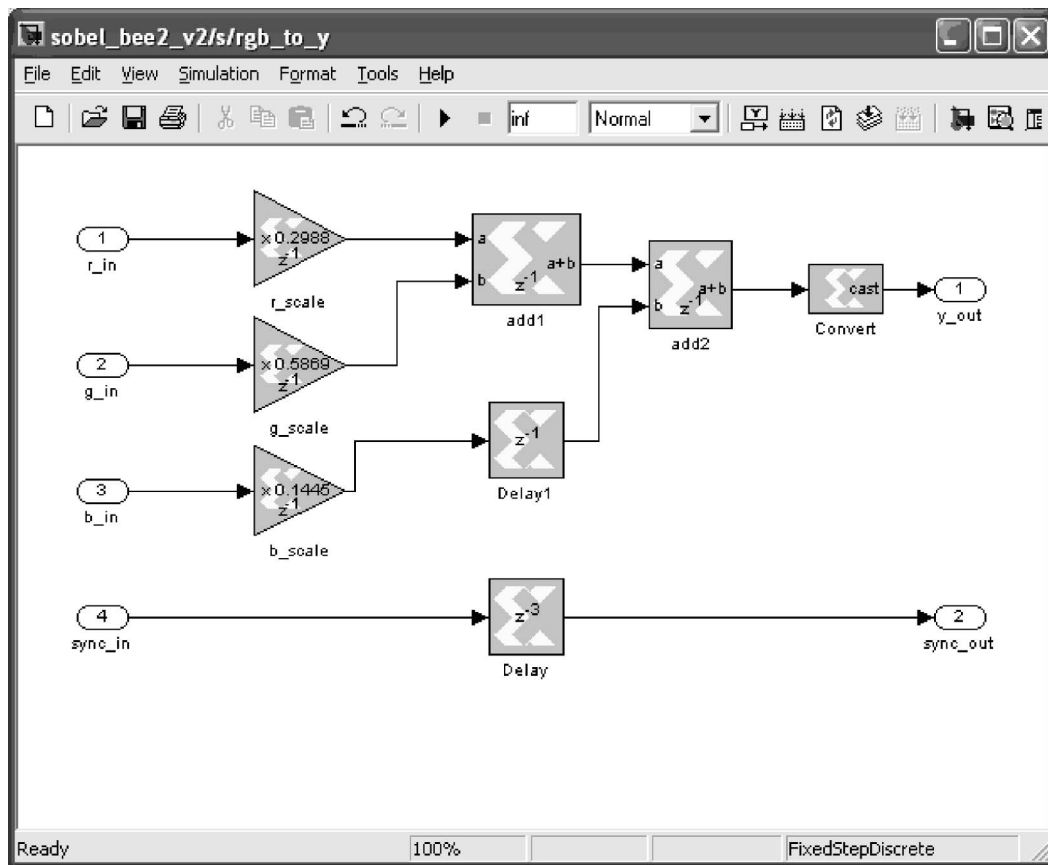 sobel_bee2_v2/s/rgb_to_y
File Edit View Simulation Format Tools Help
inf Normal
1
r_in
x 0.2988
z-1
r_scale
a
b
a+b
z-1
add1
a
b
a+b
z-1
add2
cast
Convert
1
y_out
2
g_in
x 0.5869
z-1
g_scale
3
b_in
x 0.1445
z-1
b_scale
z-1
Delay1
4
sync_in
z-3
Delay
2
sync_out
Ready 100% FixedStepDiscrete